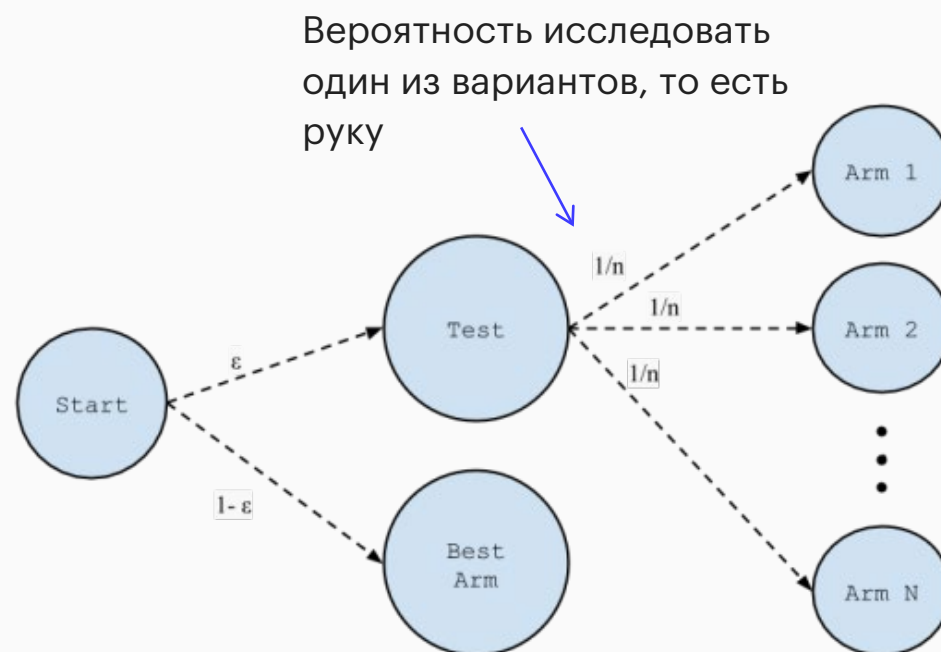 Вероятность исследовать
один из вариантов, то есть
руку
Arm 1
1/n
1/n
Test
Arm 2
ε
1/n
Start
1- ε
Best
Arm
Arm N